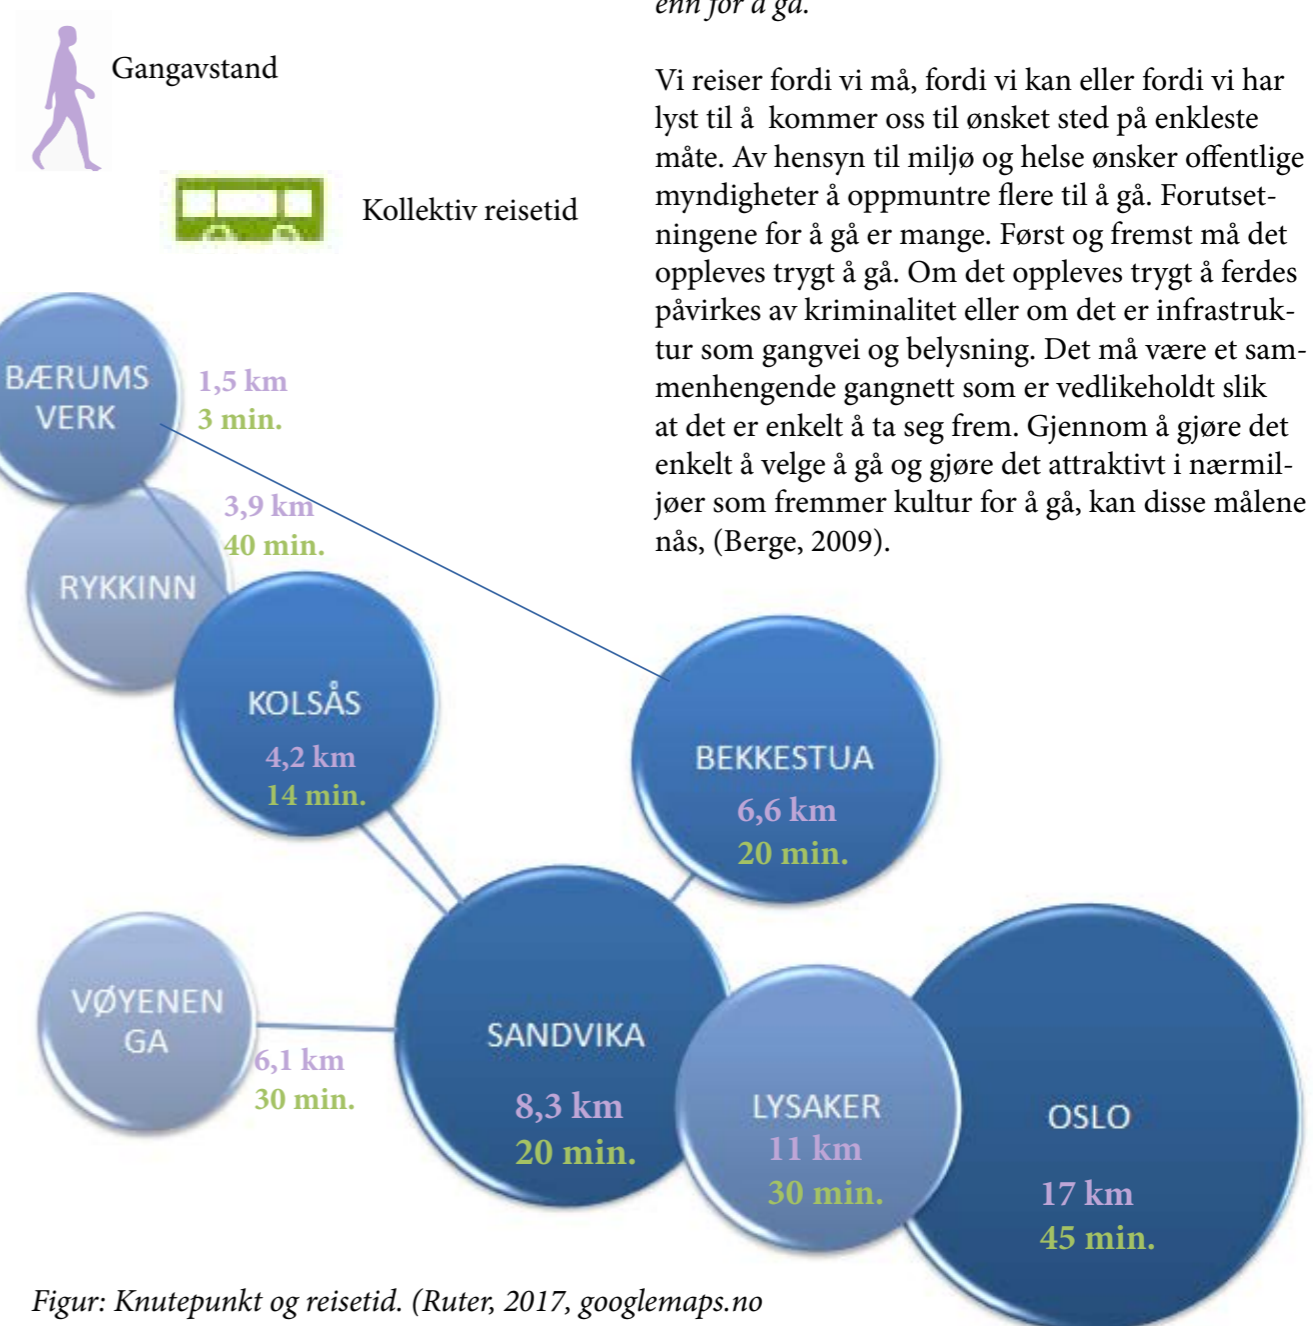 enn for å gå.
Gangavstand
Kollektiv reisetid
Vi reiser fordi vi må, fordi vi kan eller fordi vi har
lyst til å kommer oss til ønsket sted på enkleste
måte. Av hensyn til miljø og helse ønsker offentlige
myndigheter å oppmuntre flere til å gå. Forutset-
ningene for å gå er mange. Først og fremst må det
oppleves trygt å gå. Om det oppleves trygt å ferdes
påvirkes av kriminalitet eller om det er infrastruk-
tur som gangvei og belysning. Det må være et sam-
menhengende gangnett som er vedlikeholdt slik
at det er enkelt å ta seg frem. Gjennom å gjøre det
enkelt å velge å gå og gjøre det attraktivt i nærmil-
jøer som fremmer kultur for å gå, kan disse målene
nås, (Berge, 2009).
BÆRUMS
VERK
1,5 km
3 min.
RYKKINN
3,9 km
40 min.
KOLSÅS
4,2 km
14 min.
BEKKESTUA
6,6 km
20 min.
VØYENEN
GA
6,1 km
30 min.
SANDVIKA
8,3 km
20 min.
LYSAKER
11 km
30 min.
OSLO
17 km
45 min.
Figur: Knutepunkt og reisetid. (Ruter, 2017, googlemaps.no